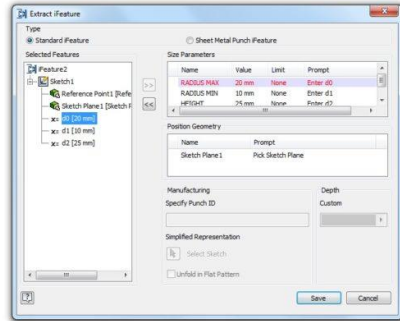 Extract iFeature
Type
Standard iFeature
Sheet Metal Punch iFeature
Selected Features
iFeature2
Sketch1
Reference Point1 [Refe
Sketch Plane1 [Sketch P
x= d0 [20 mm]
x= d1 [10 mm]
x= d2 [25 mm]
>>
<<
Size Parameters
Name Value Limit Prompt
RADIUS MAX 20 mm None Enter d0
RADIUS MIN 10 mm None Enter d1
HEIGHT 25 mm None Enter d2
Position Geometry
Name Prompt
Sketch Plane1 Pick Sketch Plane
Manufacturing
Specify Punch ID
Depth
Custom
Simplified Representation
Select Sketch
Unfold in Flat Pattern
?
Save Cancel